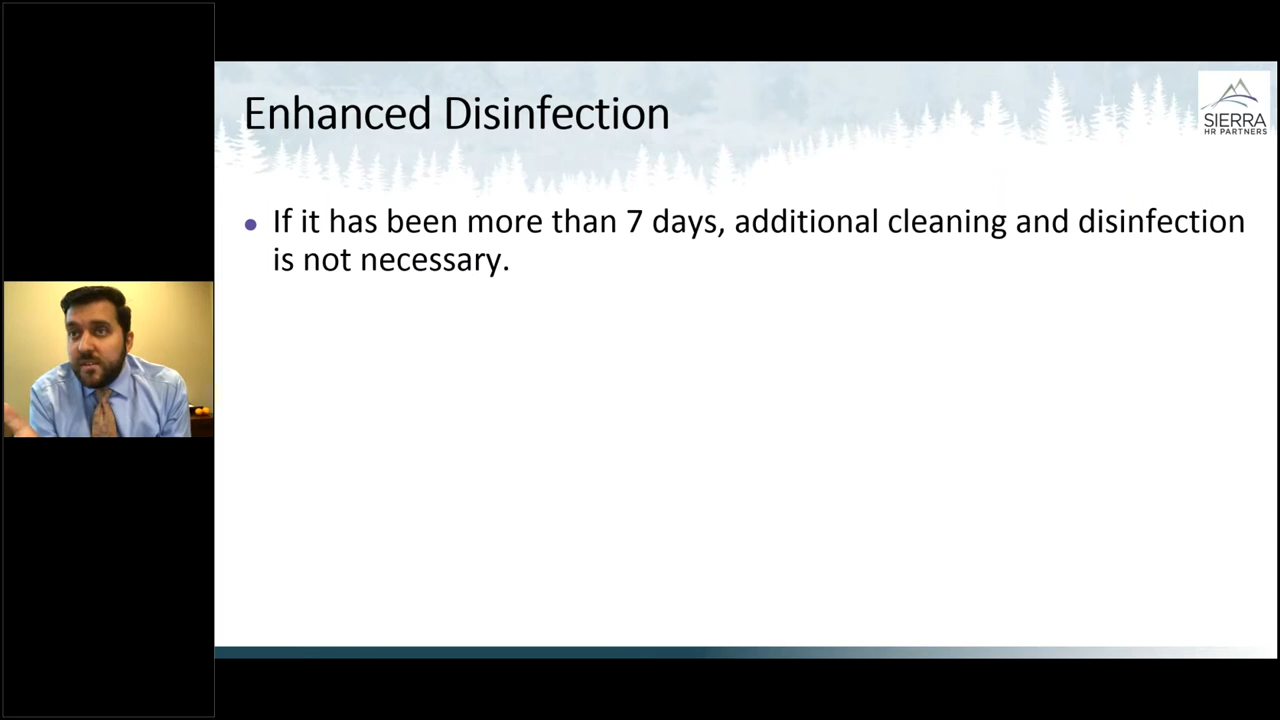 Enhanced Disinfection
SIERRA
HR PARTNERS
• If it has been more than 7 days, additional cleaning and disinfection
is not necessary.